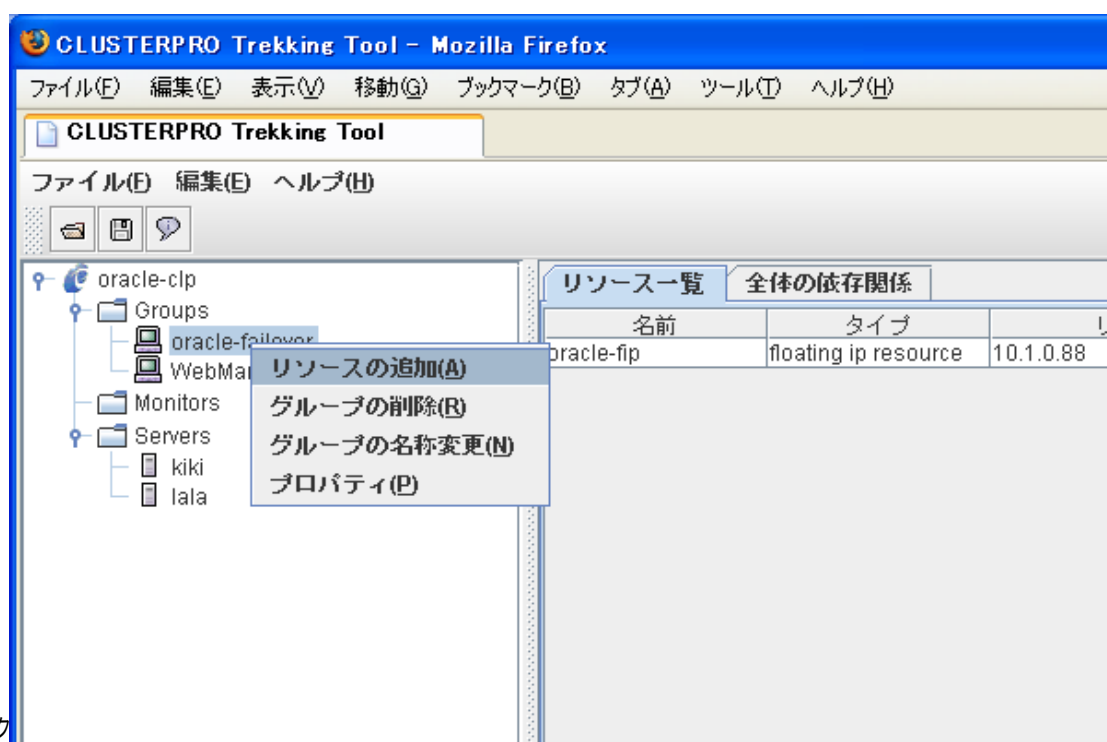 CLUSTERPRO Trekking Tool - Mozilla Firefox
ファイル(F) 編集(E) 表示(V) 移動(G) ブックマーク(B) タブ(A) ツール(T) ヘルプ(H)
CLUSTERPRO Trekking Tool
ファイル(F) 編集(E) ヘルプ(H)
oracle-clp
Groups
oracle-failover
WebMa
Monitors
Servers
kiki
lala
リソースの追加(A)
グループの削除(R)
グループの名称変更(N)
プロパティ(P)
リソース一覧 全体の依存関係
名前 タイプ リ
oracle-fip floating ip resource 10.1.0.88
ク